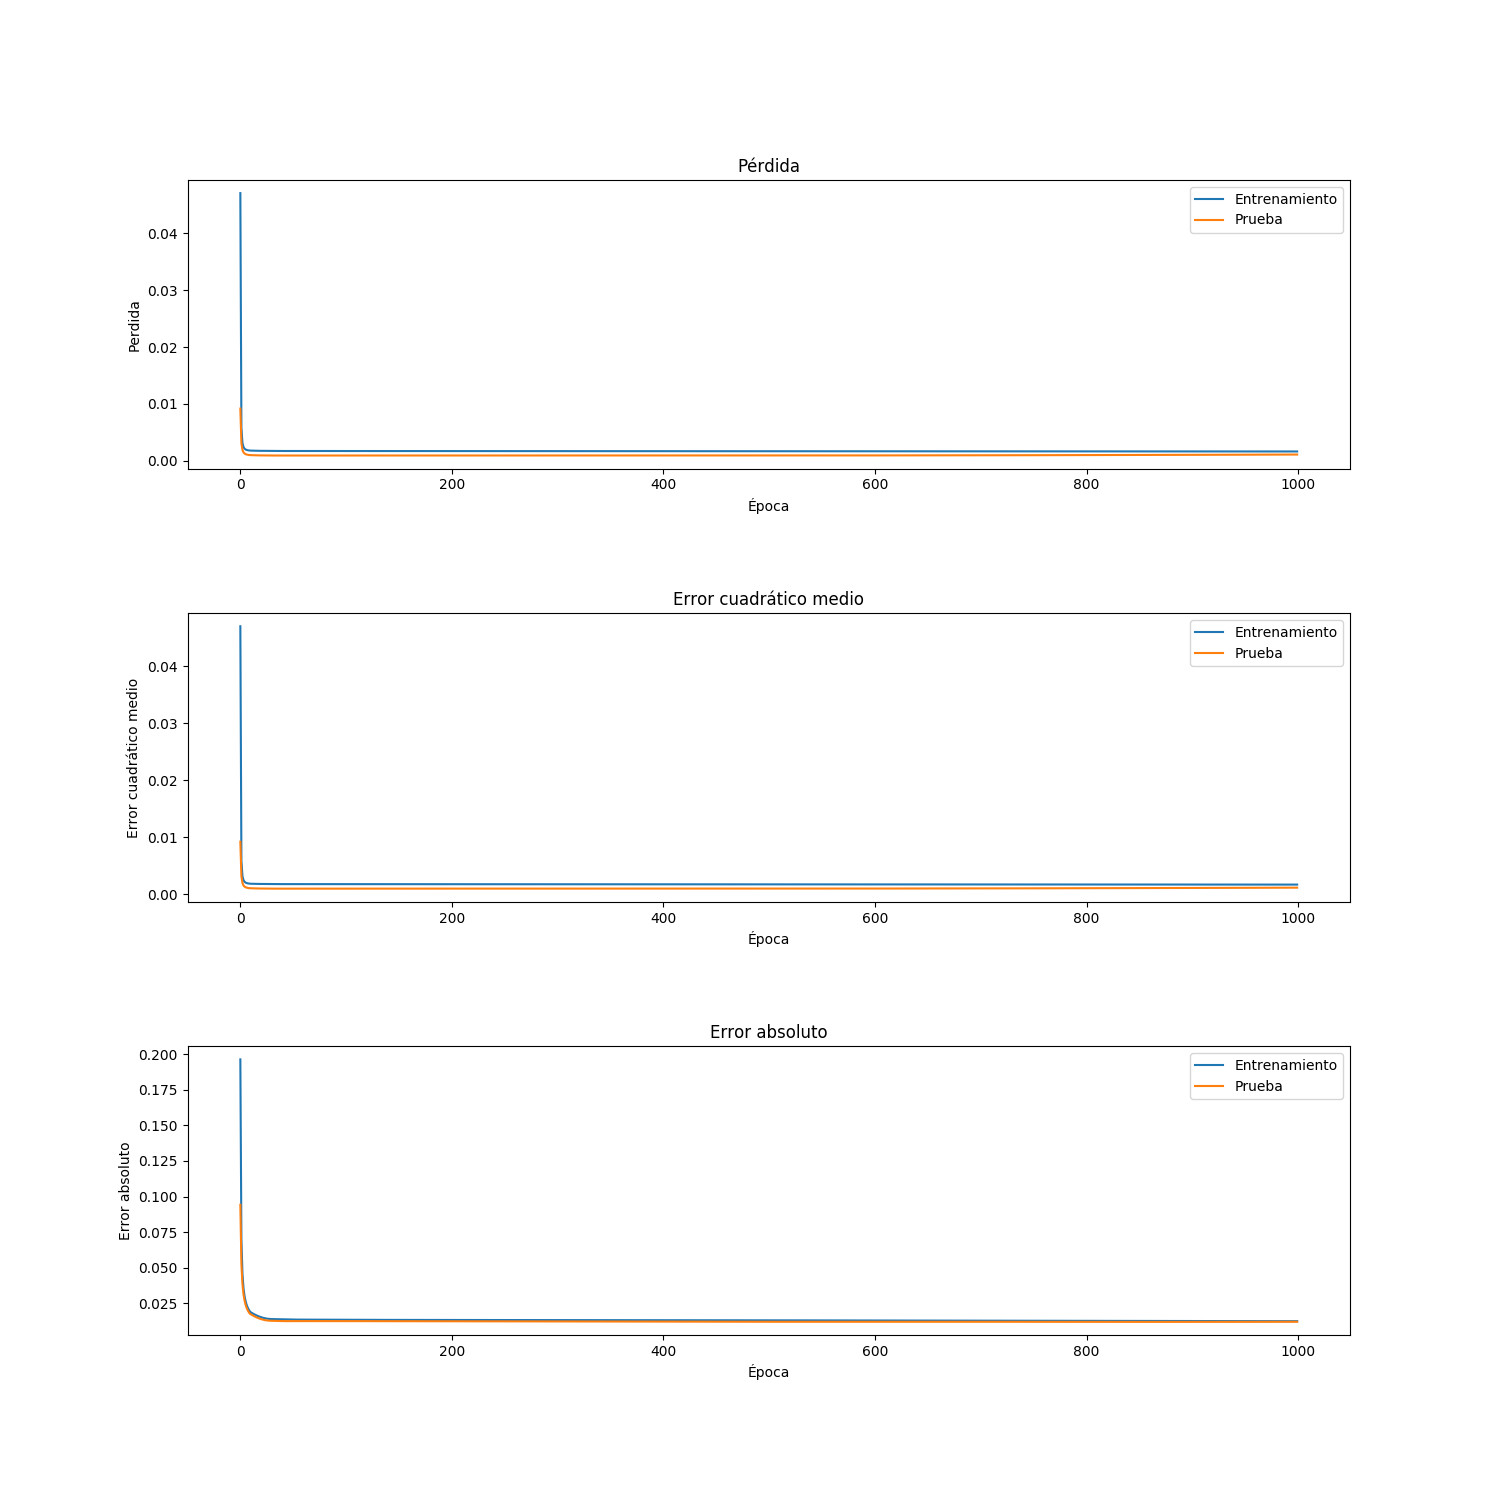 Pérdida
Entrenamiento
Prueba
0.04
0.03
0.02
0.01
0.00
Perdida
0 200 400 600 800 1000
Época
Error cuadrático medio
Entrenamiento
Prueba
0.04
0.03
0.02
0.01
0.00
Error cuadrático medio
0 200 400 600 800 1000
Época
Error absoluto
Entrenamiento
Prueba
0.200
0.175
0.150
0.125
0.100
0.075
0.050
0.025
Error absoluto
0 200 400 600 800 1000
Época